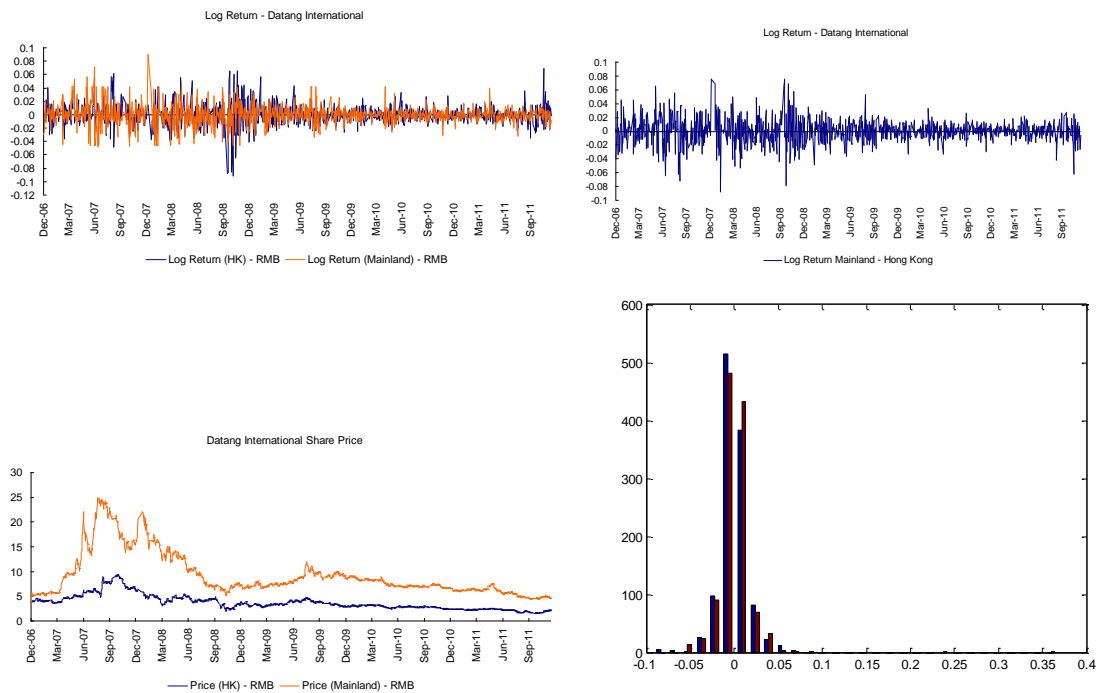 Log Return - Datang International
0.1
0.08
0.06
0.04
0.02
0
-0.02
-0.04
-0.06
-0.08
-0.1
-0.12
Dec-06
Mar-07
Jun-07
Sep-07
Dec-07
Mar-08
Jun-08
Sep-08
Dec-08
Mar-09
Jun-09
Sep-09
Dec-09
Mar-10
Jun-10
Sep-10
Dec-10
Mar-11
Jun-11
Sep-11
Log Return (HK) - RMB Log Return (Mainland) - RMB
Log Return - Datang International
0.1
0.08
0.06
0.04
0.02
0
-0.02
-0.04
-0.06
-0.08
-0.1
Dec-06
Mar-07
Jun-07
Sep-07
Dec-07
Mar-08
Jun-08
Sep-08
Dec-08
Mar-09
Jun-09
Sep-09
Dec-09
Mar-10
Jun-10
Sep-10
Dec-10
Mar-11
Jun-11
Sep-11
Log Return Mainland - Hong Kong
Datang International Share Price
30
25
20
15
10
5
0
Dec-06
Mar-07
Jun-07
Sep-07
Dec-07
Mar-08
Jun-08
Sep-08
Dec-08
Mar-09
Jun-09
Sep-09
Dec-09
Mar-10
Jun-10
Sep-10
Dec-10
Mar-11
Jun-11
Sep-11
Price (HK) - RMB Price (Mainland) - RMB
600
500
400
300
200
100
0
-0.1 -0.05 0 0.05 0.1 0.15 0.2 0.25 0.3 0.35 0.4